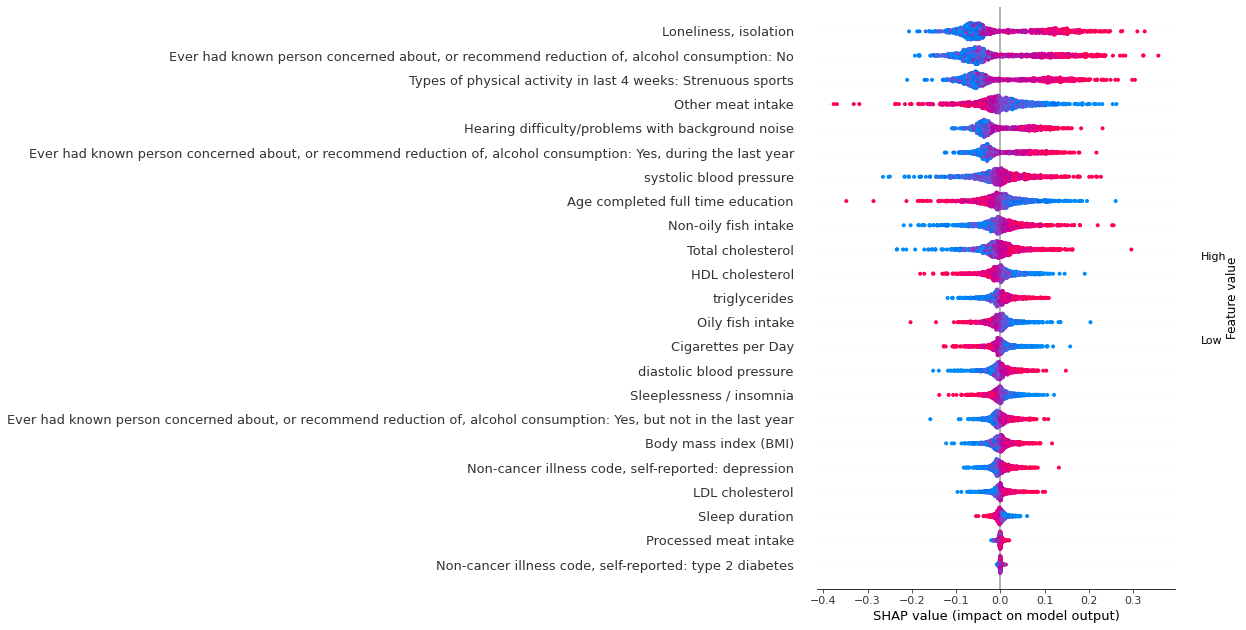 Loneliness, isolation
Ever had known person concerned about, or recommend reduction of, alcohol consumption: No
Types of physical activity in last 4 weeks: Strenuous sports
Other meat intake
Hearing difficulty/problems with background noise
Ever had known person concerned about, or recommend reduction of, alcohol consumption: Yes, during the last year
systolic blood pressure
Age completed full time education
Non-oily fish intake
Total cholesterol
HDL cholesterol
triglycerides
Oily fish intake
Cigarettes per Day
diastolic blood pressure
Sleeplessness / insomnia
Ever had known person concerned about, or recommend reduction of, alcohol consumption: Yes, but not in the last year
Body mass index (BMI)
Non-cancer illness code, self-reported: depression
LDL cholesterol
Sleep duration
Processed meat intake
Non-cancer illness code, self-reported: type 2 diabetes
−0.4 −0.3 −0.2 −0.1 0.0 0.1 0.2 0.3
SHAP value (impact on model output)
High
Low
Feature value